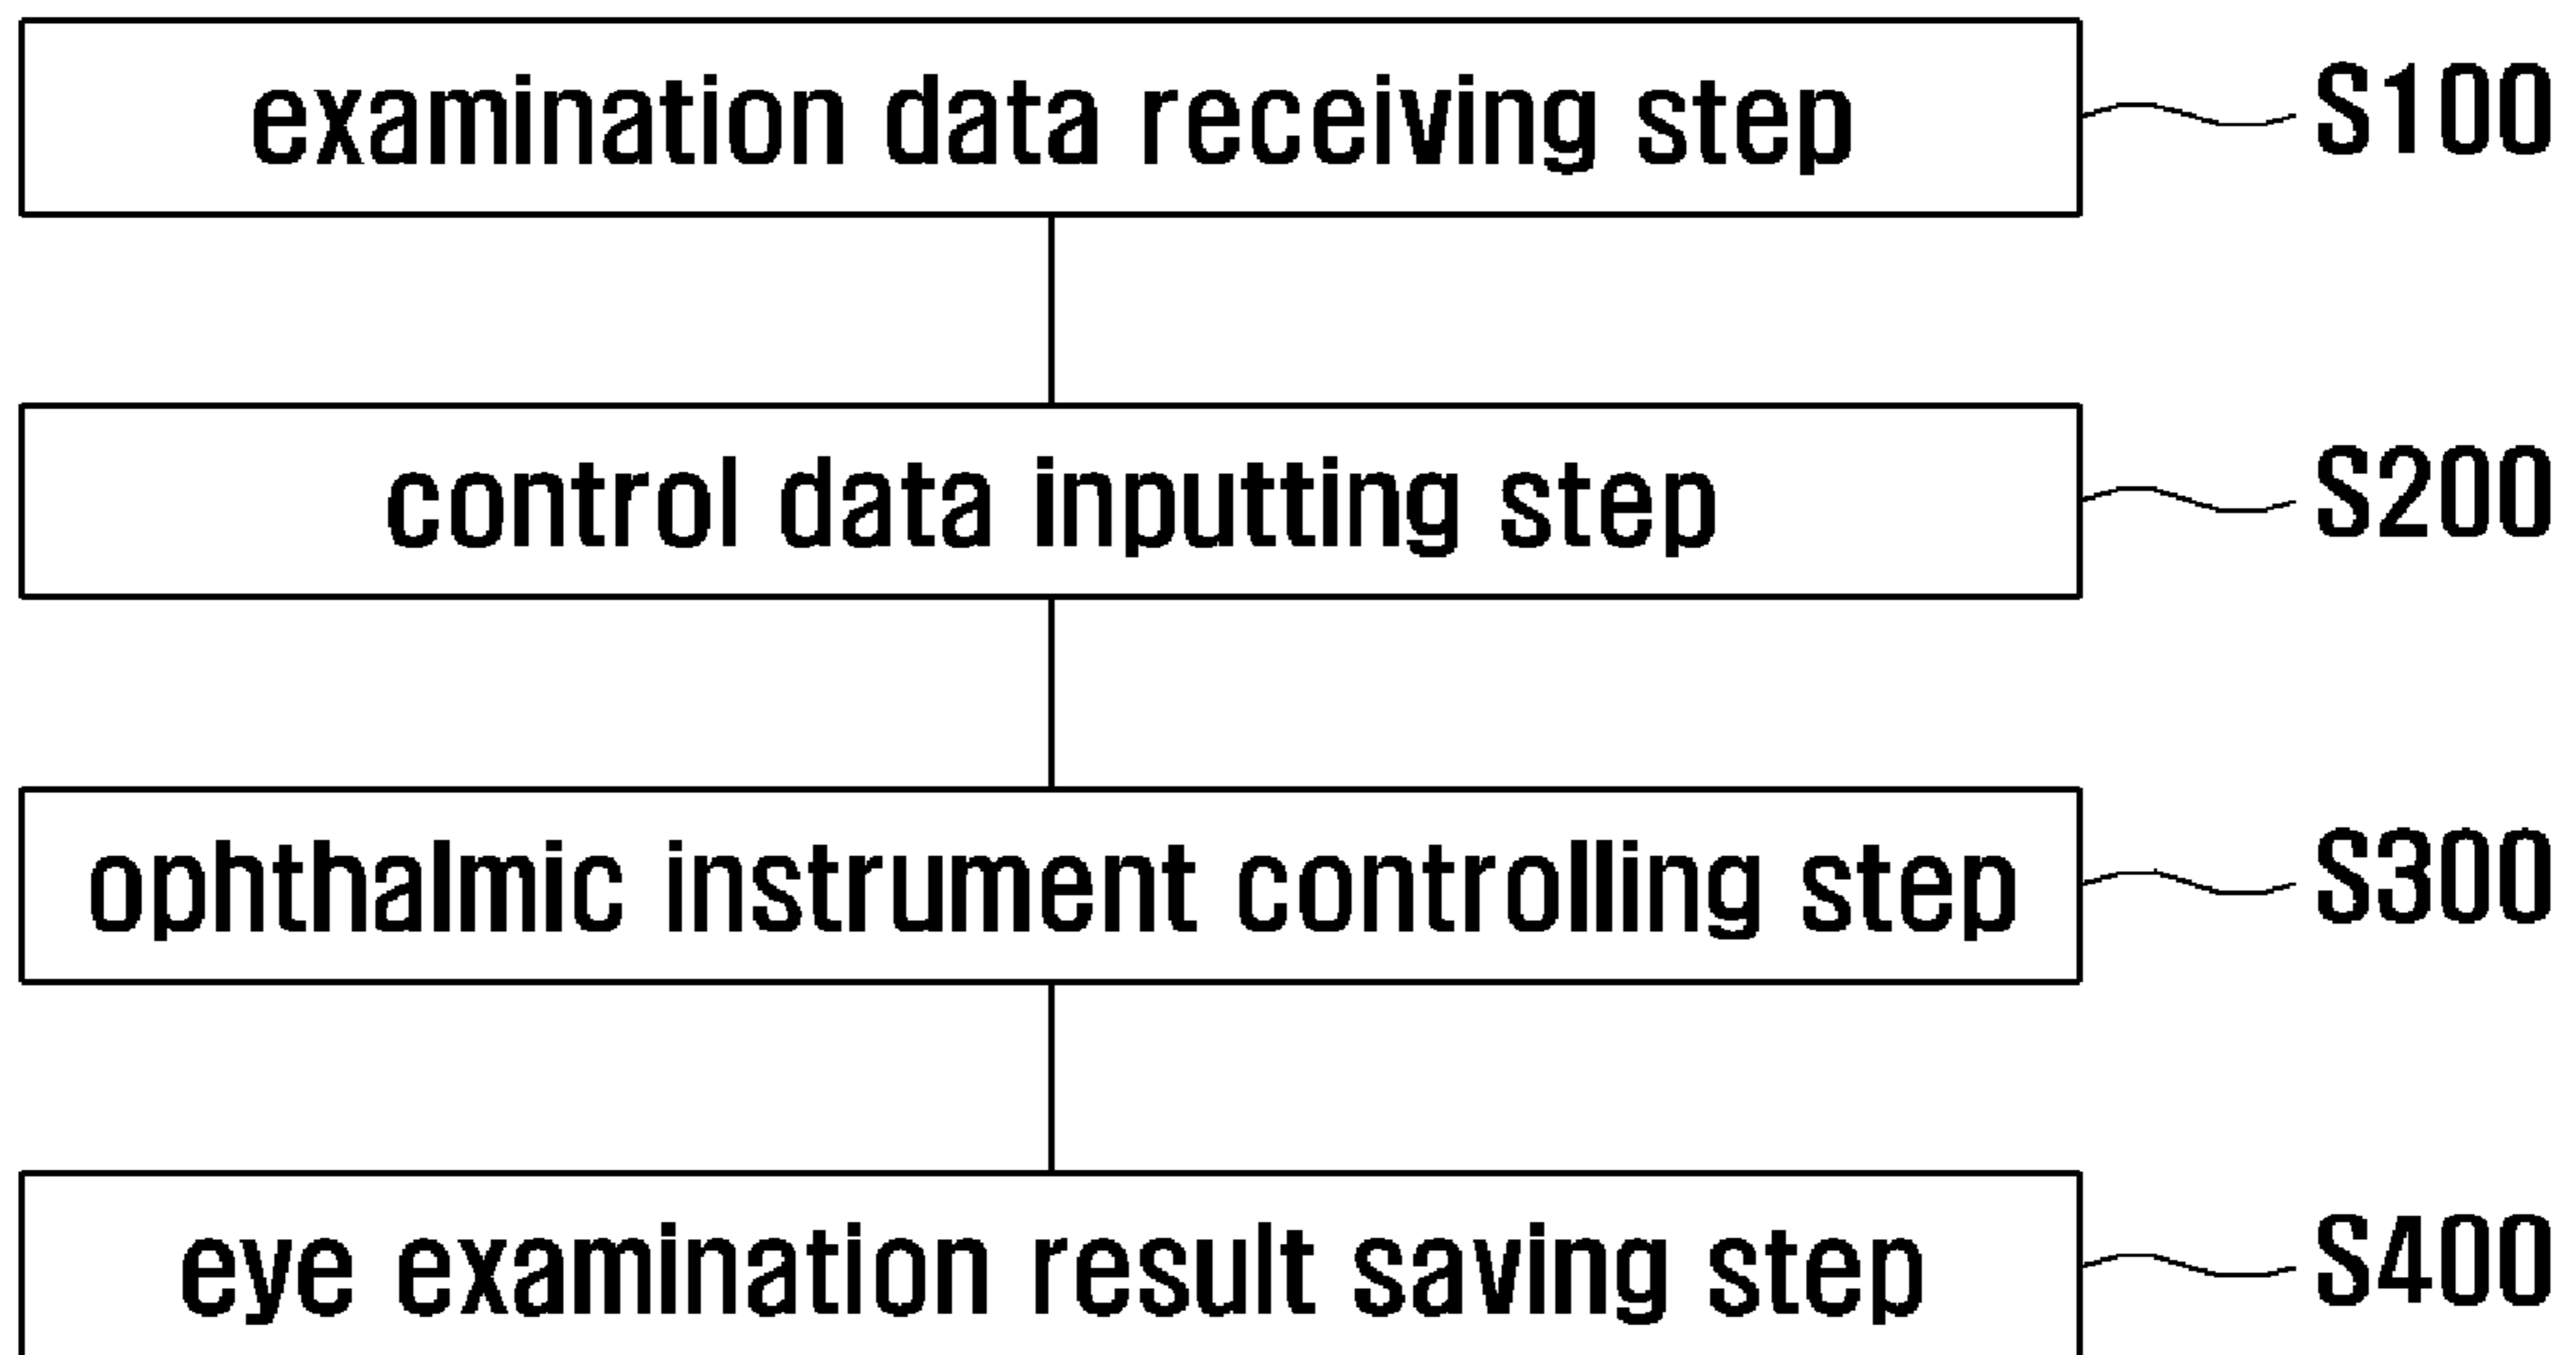 examination data receiving step S100
control data inputting step S200
ophthalmic instrument controlling step S300
eye examination result saving step S400